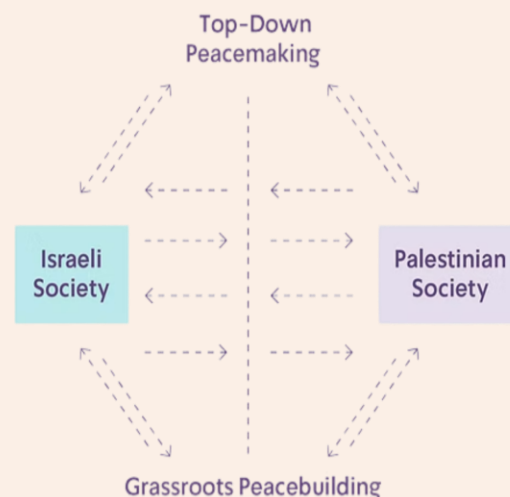 Top-Down
Peacemaking
Israeli
Society
Palestinian
Society
Grassroots Peacebuilding